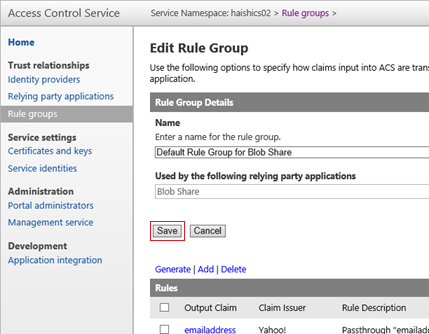 Access Control Service
Service Namespace: haishics02 > Rule groups >
Home
Trust relationships
Identity providers
Relying party applications
Rule groups
Service settings
Certificates and keys
Service identities
Administration
Portal administrators
Management service
Development
Application integration
Edit Rule Group
Use the following options to specify how claims input into ACS are tran
application.
Rule Group Details
Name
Enter a name for the rule group.
Default Rule Group for Blob Share
Used by the following relying party applications
Blob Share
Save Cancel
Generate | Add | Delete
Rules
Output Claim Claim Issuer Rule Description
emailaddress Yahoo! Passthrough "emailad